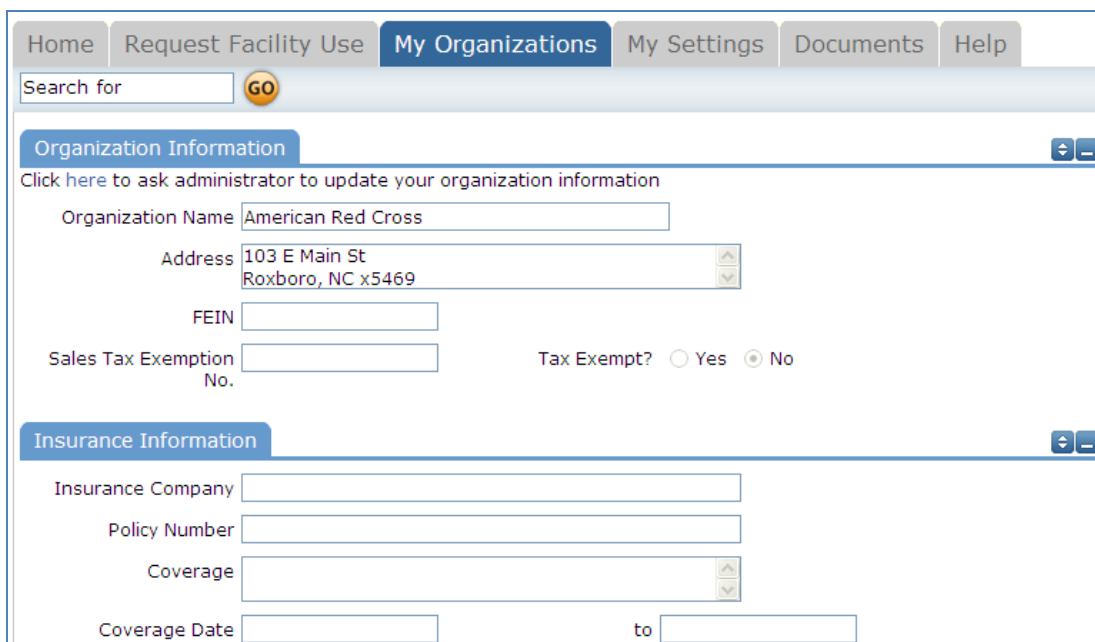 Home Request Facility Use My Organizations My Settings Documents Help
Search for GO
Organization Information
Click here to ask administrator to update your organization information
Organization Name American Red Cross
Address 103 E Main St
Roxboro, NC x5469
FEIN
Sales Tax Exemption Tax Exempt? Yes No
No.
Insurance Information
Insurance Company
Policy Number
Coverage
Coverage Date to